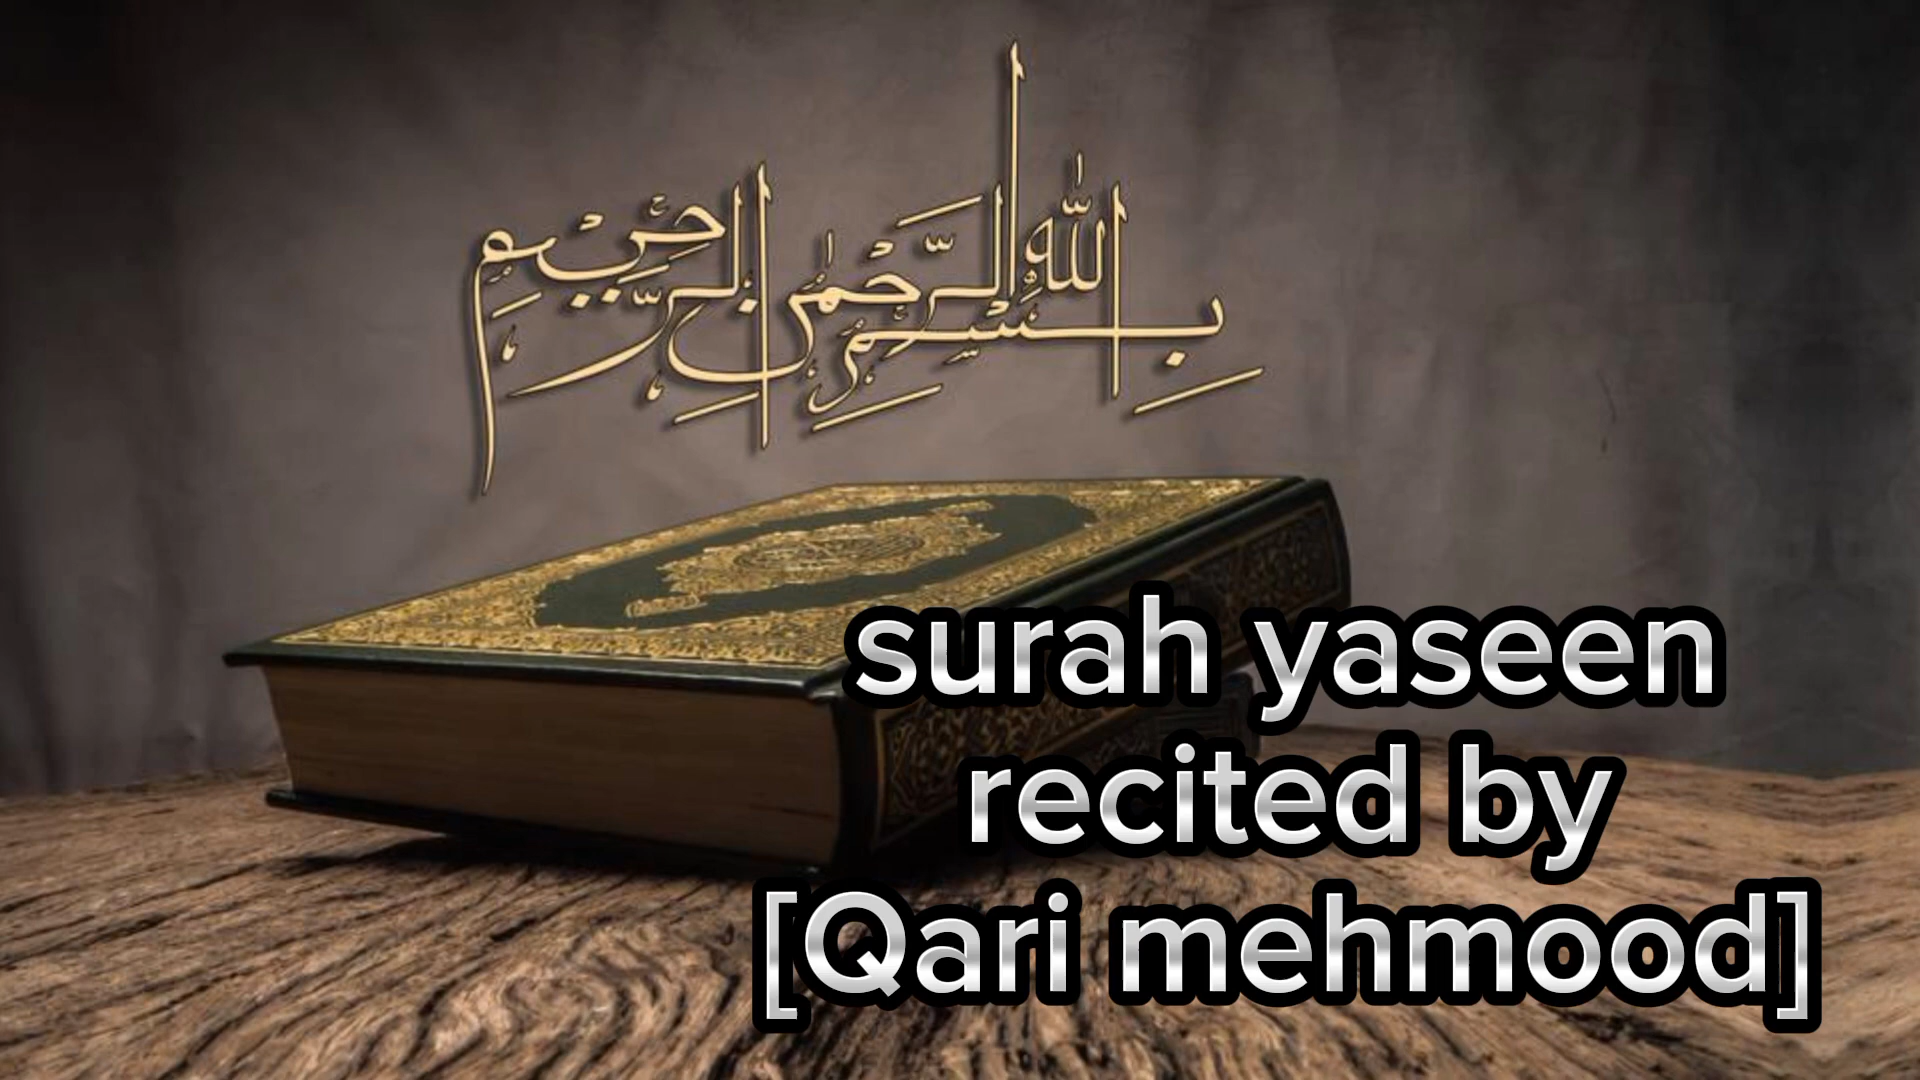 بِسْمِ اللّٰهِ الرَّحْمٰنِ الرَّحِيْمِ
surah yaseen
recited by
[Qari mehmood]